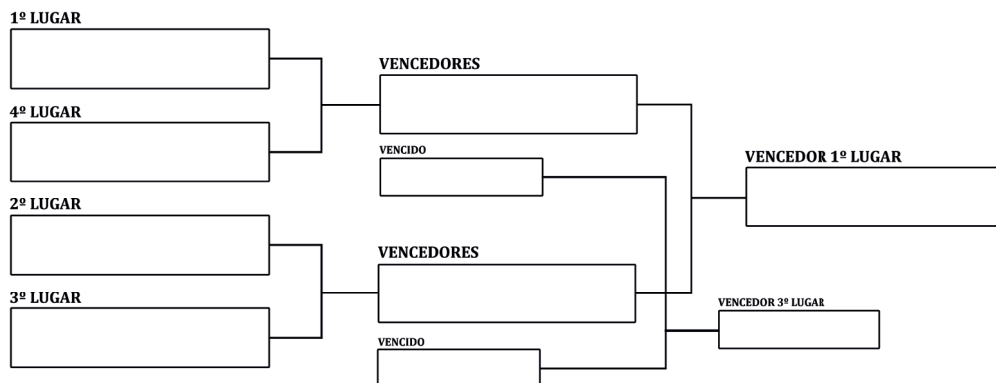 1º LUGAR
4º LUGAR
2º LUGAR
3º LUGAR
VENCEDORES
VENCIDO
VENCEDORES
VENCIDO
VENCEDOR 1º LUGAR
VENCEDOR 3º LUGAR